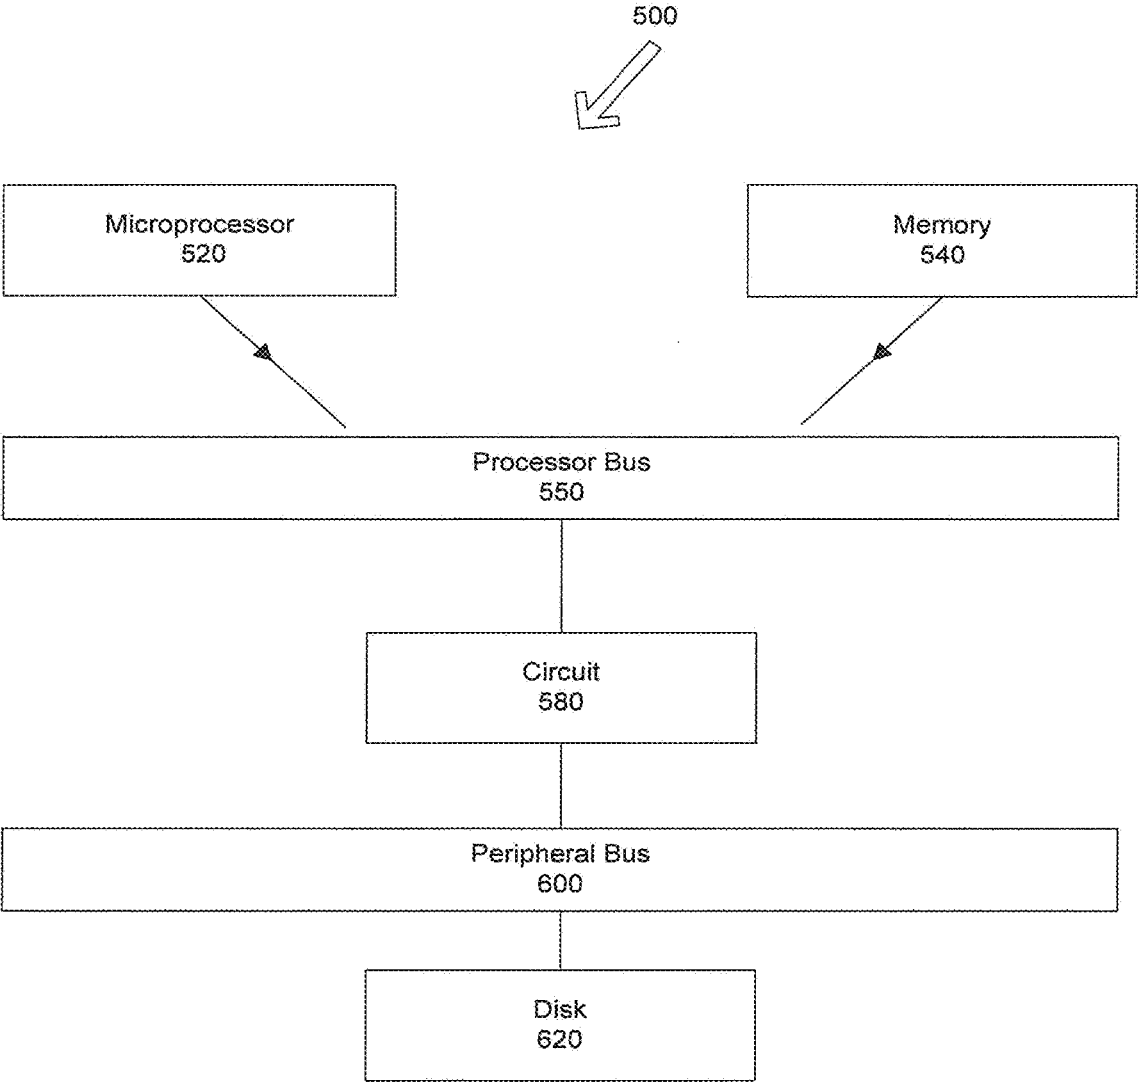 500
Microprocessor
520
Memory
540
Processor Bus
550
Circuit
580
Peripheral Bus
600
Disk
620